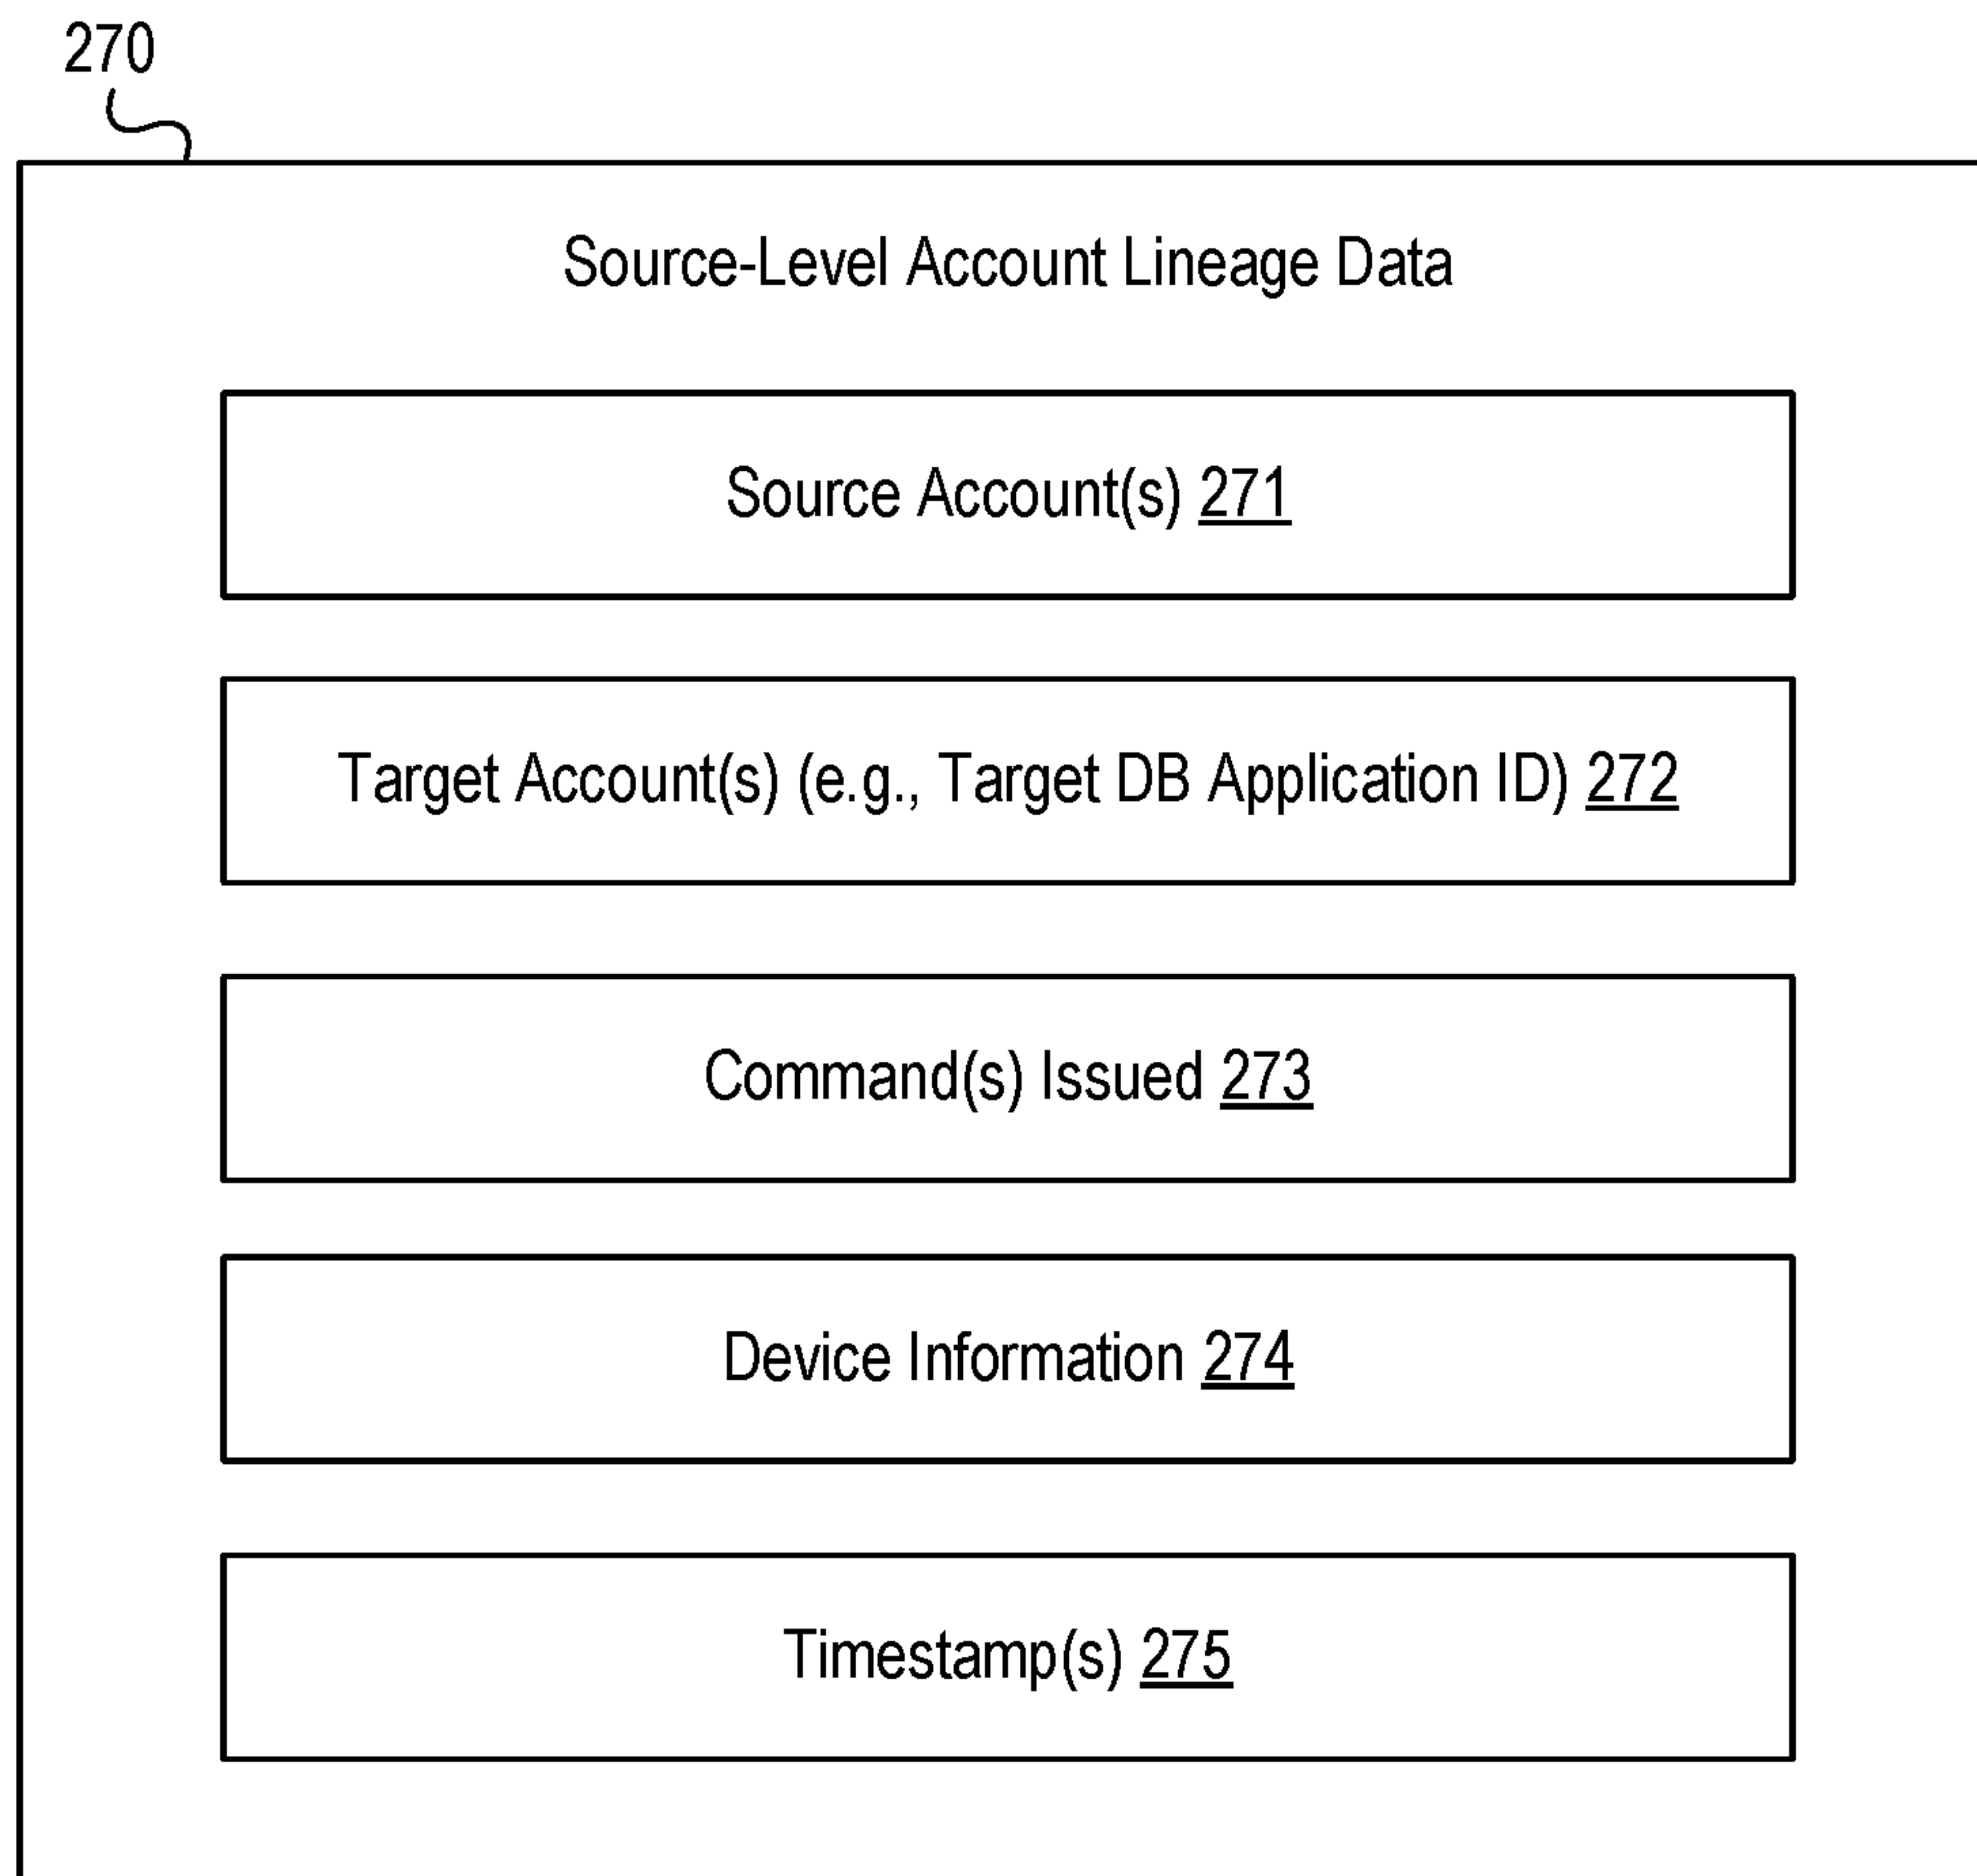 270
Source-Level Account Lineage Data
Source Account(s) 271
Target Account(s) (e.g., Target DB Application ID) 272
Command(s) Issued 273
Device Information 274
Timestamp(s) 275